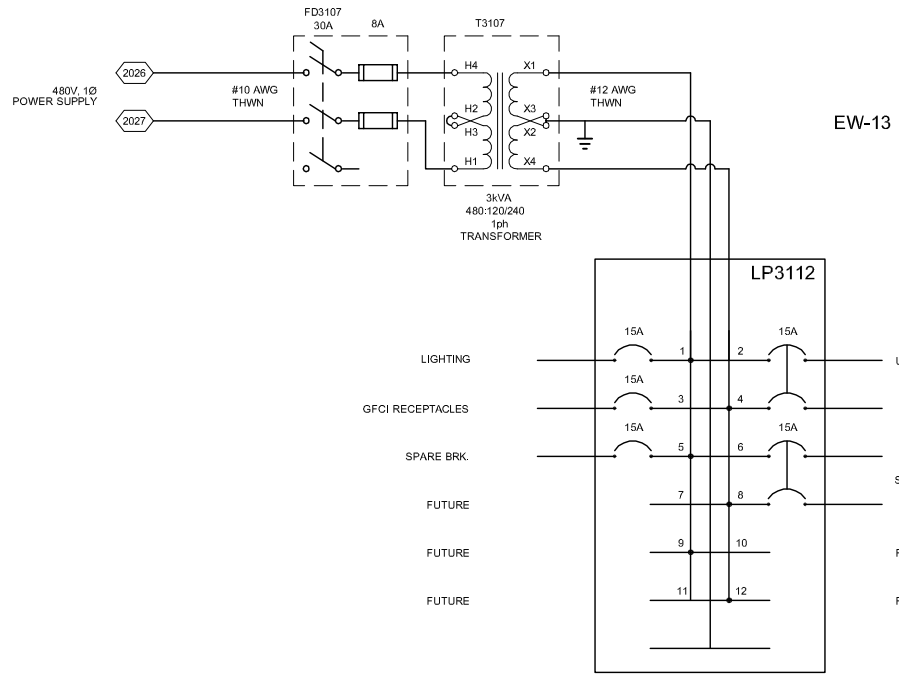 FD3107
30A
8A
T3107
2026
480V, 1Ø
POWER SUPPLY
2027
#10 AWG
THWN
H4
H2
H3
H1
X1
X3
X2
X4
#12 AWG
THWN
EW-13
3kVA
480:120/240
1ph
TRANSFORMER
LP3112
15A
15A
LIGHTING
1
2
15A
GFCI RECEPTACLES
3
4
15A
15A
SPARE BRK.
5
6
FUTURE
7
8
FUTURE
9
10
FUTURE
11
12